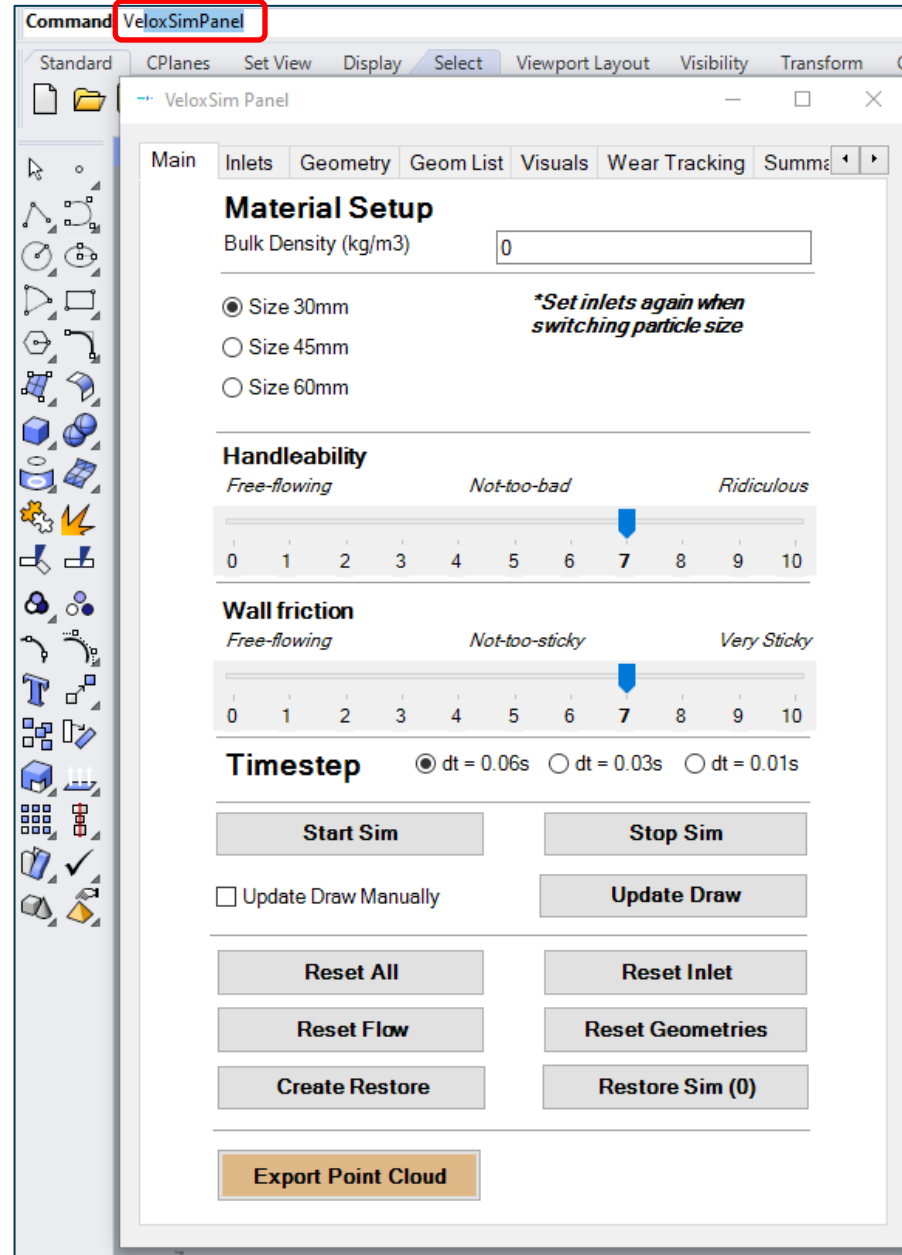 Command VeloxSimPanel
Standard CPlanes Set View Display Select Viewport Layout Visibility Transform
VeloxSim Panel
Main Inlets Geometry Geom List Visuals Wear Tracking Summa
Material Setup
Bulk Density (kg/m3) 0
Size 30mm
*Set inlets again when
switching particle size
Size 45mm
Size 60mm
Handleability
Free-flowing Not-too-bad Ridiculous
0 1 2 3 4 5 6 7 8 9 10
Wall friction
Free-flowing Not-too-sticky Very Sticky
0 1 2 3 4 5 6 7 8 9 10
Timestep dt = 0.06s dt = 0.03s dt = 0.01s
Start Sim Stop Sim
Update Draw Manually Update Draw
Reset All Reset Inlet
Reset Flow Reset Geometries
Create Restore Restore Sim (0)
Export Point Cloud